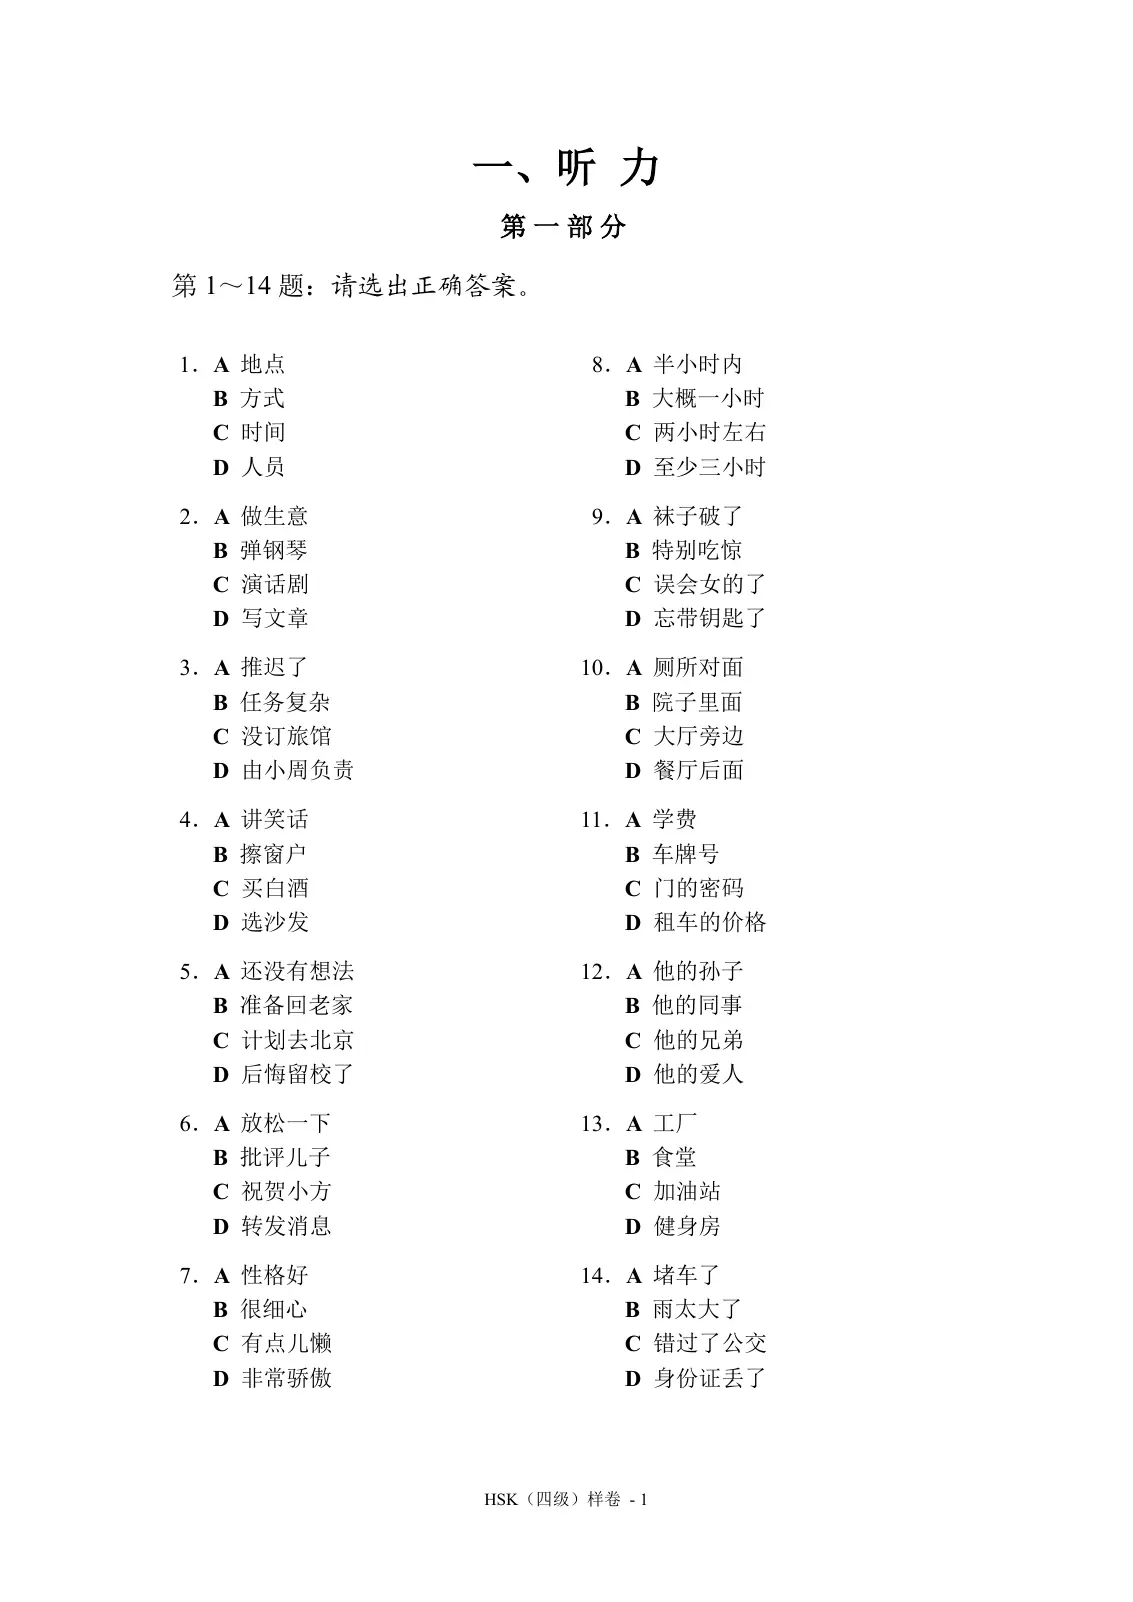 一、听 力
第 一 部 分
第 1～14 题：请选出正确答案。
1．A 地点
B 方式
C 时间
D 人员
2．A 做生意
B 弹钢琴
C 演话剧
D 写文章
3．A 推迟了
B 任务复杂
C 没订旅馆
D 由小周负责
4．A 讲笑话
B 擦窗户
C 买白酒
D 选沙发
5．A 还没有想法
B 准备回老家
C 计划去北京
D 后悔留校了
6．A 放松一下
B 批评儿子
C 祝贺小方
D 转发消息
7．A 性格好
B 很细心
C 有点儿懒
D 非常骄傲
8．A 半小时内
B 大概一小时
C 两小时左右
D 至少三小时
9．A 袜子破了
B 特别吃惊
C 误会女的了
D 忘带钥匙了
10．A 厕所对面
B 院子里面
C 大厅旁边
D 餐厅后面
11．A 学费
B 车牌号
C 门的密码
D 租车的价格
12．A 他的孙子
B 他的同事
C 他的兄弟
D 他的爱人
13．A 工厂
B 食堂
C 加油站
D 健身房
14．A 堵车了
B 雨太大了
C 错过了公交
D 身份证丢了
HSK（四级）样卷 - 1